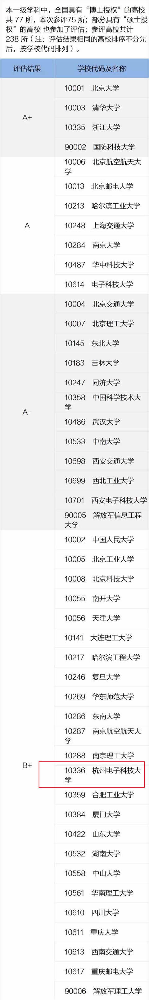 本一级学科中，全国具有“博士授权”的高校
共 77 所，本次参评75 所；部分具有“硕士授
权”的高校 也参加了评估；参评高校共计
238 所（注：评估结果相同的高校排序不分先
后，按学校代码排列）。
评估结果 学校代码及名称
10001 北京大学
10003 清华大学
A+
10335 浙江大学
90002 国防科技大学
10006 北京航空航天大
学
10013 北京邮电大学
10213 哈尔滨工业大学
A 10248 上海交通大学
10284 南京大学
10487 华中科技大学
10614 电子科技大学
10004 北京交通大学
10007 北京理工大学
10145 东北大学
10183 吉林大学
10247 同济大学
10358 中国科学技术大
学
A-
10486 武汉大学
10533 中南大学
10698 西安交通大学
10699 西北工业大学
10701 西安电子科技大学
90005 解放军信息工程
大学
10002 中国人民大学
10005 北京工业大学
10008 北京科技大学
10055 南开大学
10056 天津大学
10141 大连理工大学
10217 哈尔滨工程大学
10246 复旦大学
10269 华东师范大学
10286 东南大学
10287 南京航空航天大
学
10288 南京理工大学
B+
10336 杭州电子科技大
学
10359 合肥工业大学
10384 厦门大学
10422 山东大学
10532 湖南大学
10558 中山大学
10561 华南理工大学
10610 四川大学
10611 重庆大学
10613 西南交通大学
10617 重庆邮电大学
90006 解放军理工大学